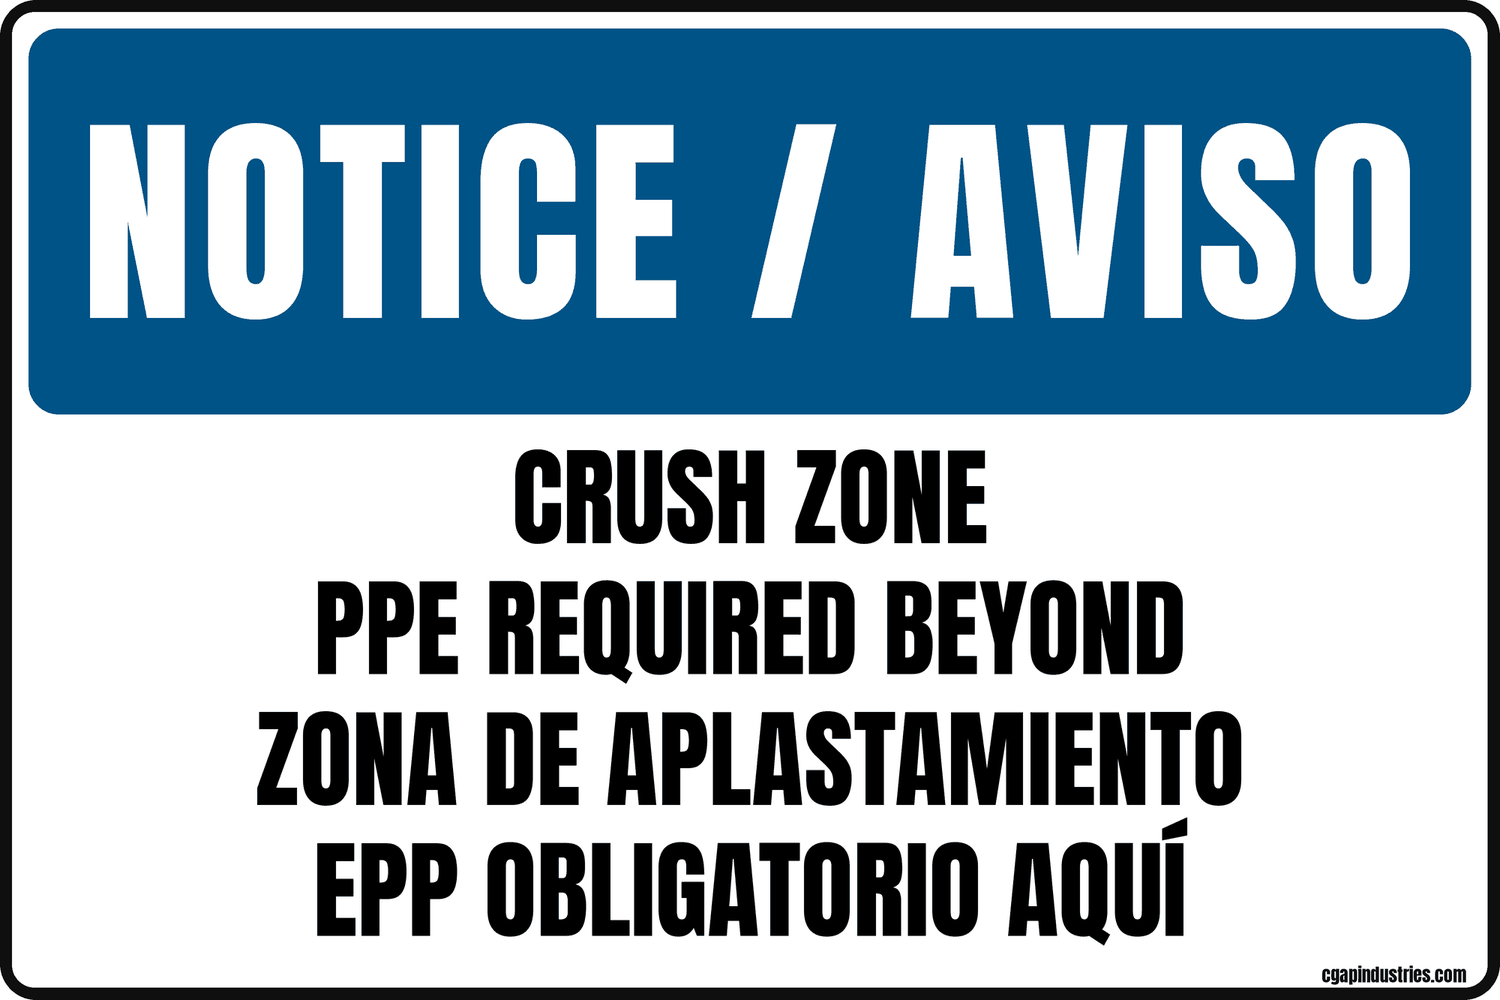 NOTICE / AVISO
CRUSH ZONE
PPE REQUIRED BEYOND
ZONA DE APLASTAMIENTO
EPP OBLIGATORIO AQUÍ
cgapindustries.com